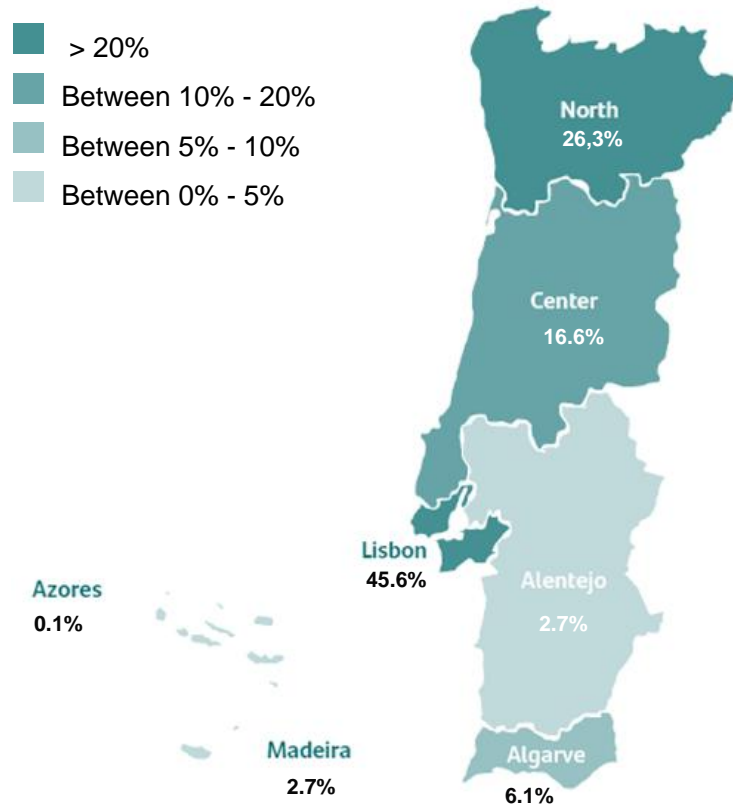 > 20%
Between 10% - 20%
Between 5% - 10%
Between 0% - 5%
North
26,3%
Center
16.6%
Lisbon
45.6%
Alentejo
2.7%
Azores
0.1%
Madeira
2.7%
Algarve
6.1%